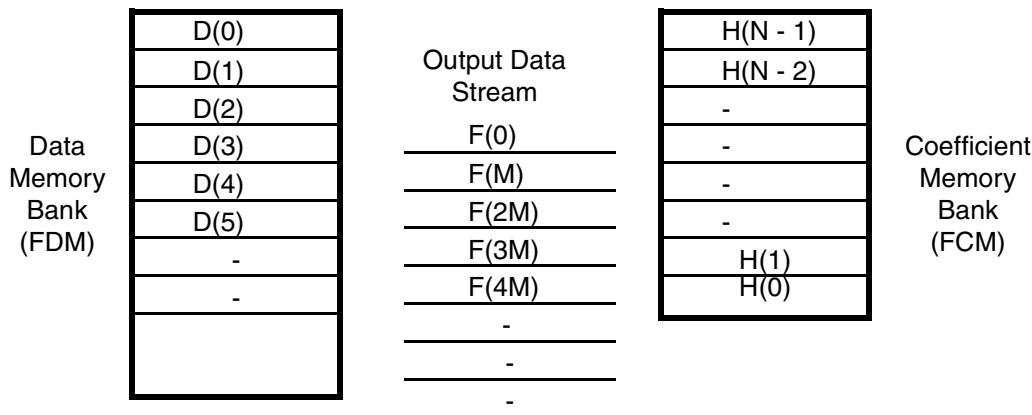 Data
Memory
Bank
(FDM)
D(0)
D(1)
D(2)
D(3)
D(4)
D(5)
-
-
Output Data
Stream
F(0)
F(M)
F(2M)
F(3M)
F(4M)
-
-
-
H(N - 1)
H(N - 2)
-
-
-
-
H(1)
H(0)
Coefficient
Memory
Bank
(FCM)